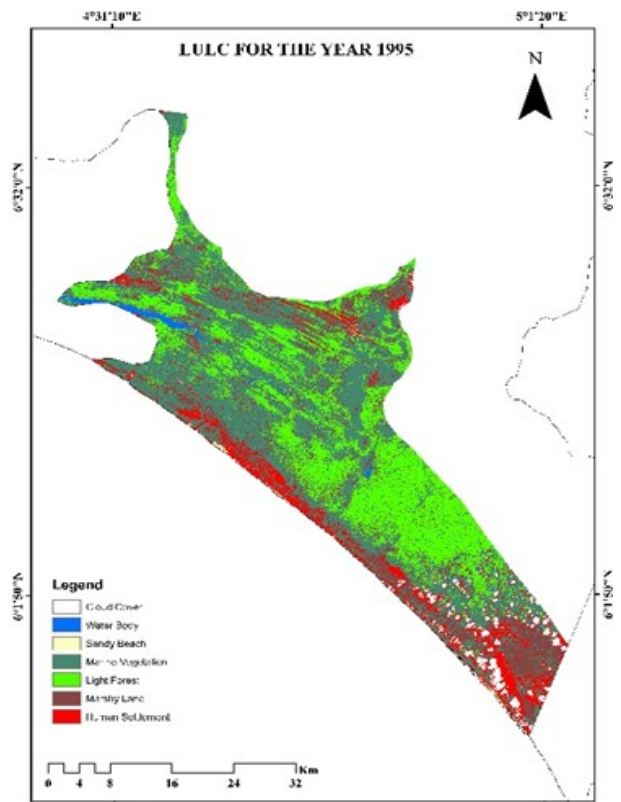 4°31'10"E
5°1'20"E
LULC FOR THE YEAR 1995
N
6°32'0"N
6°32'0"N
6°1'50"N
6°1'50"N
Legend
Cloud Cover
Water Body
Sandy Beach
Marine Vegetation
Light Forest
Marshy Land
Human Settlement
Km
0 4 8 16 24 32